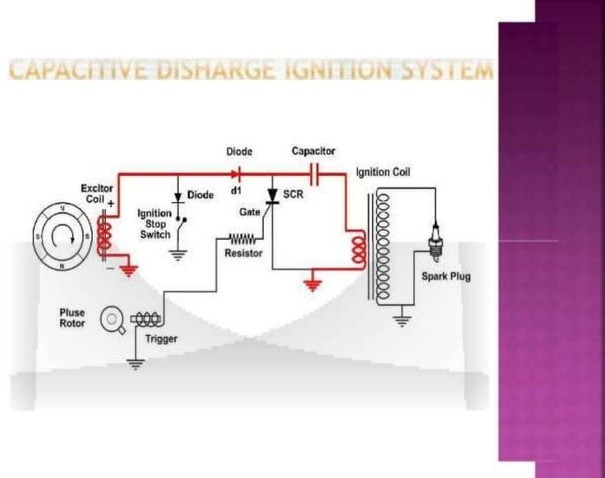 CAPACITIVE DISHARGE IGNITION SYSTEM
Diode
Capacitor
Ignition Coil
Excitor
Coil +
Diode
d1
SCR
Gate
Ignition
Stop
Switch
Resistor
Spark Plug
N
S
S
N
–
Pluse
Rotor
Trigger